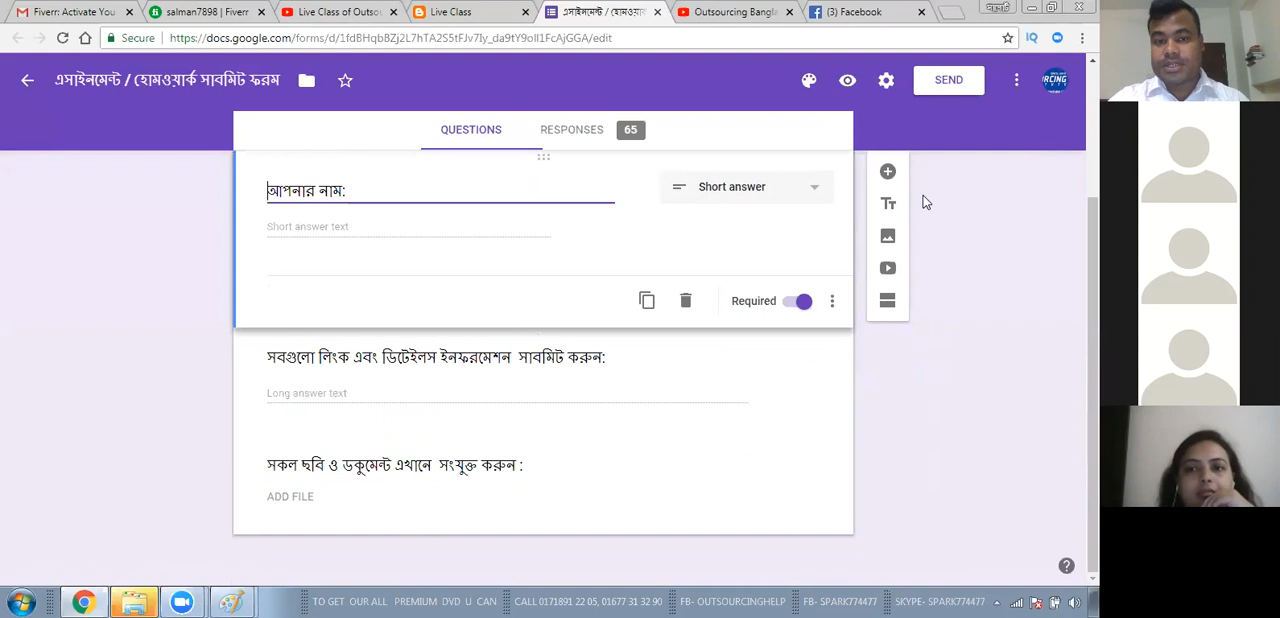 Fiverr: Activate You
salman7898 | Fiverr
Live Class of Outso
Live Class
এসাইনমেন্ট / হোমওয়ার্ক
Outsourcing Bangla
(3) Facebook
Secure
https://docs.google.com/forms/d/1fdBHqbBZj2L7hTA2S5tFJv7y_da9tY9oIl1FcAjGGA/edit
এসাইনমেন্ট / হোমওয়ার্ক সাবমিট ফরম
SEND
QUESTIONS
RESPONSES
65
আপনার নাম:
Short answer
Short answer text
Required
সবগুলো লিংক এবং ডিটেইলস ইনফরমেশন সাবমিট করুন:
Long answer text
সকল ছবি ও ডকুমেন্ট এখানে সংযুক্ত করুন :
ADD FILE
TO GET OUR ALL PREMIUM DVD U CAN
CALL 0171891 22 05, 01677 31 32 90
FB- OUTSOURCINGHELP
FB- SPARK774477
SKYPE- SPARK774477